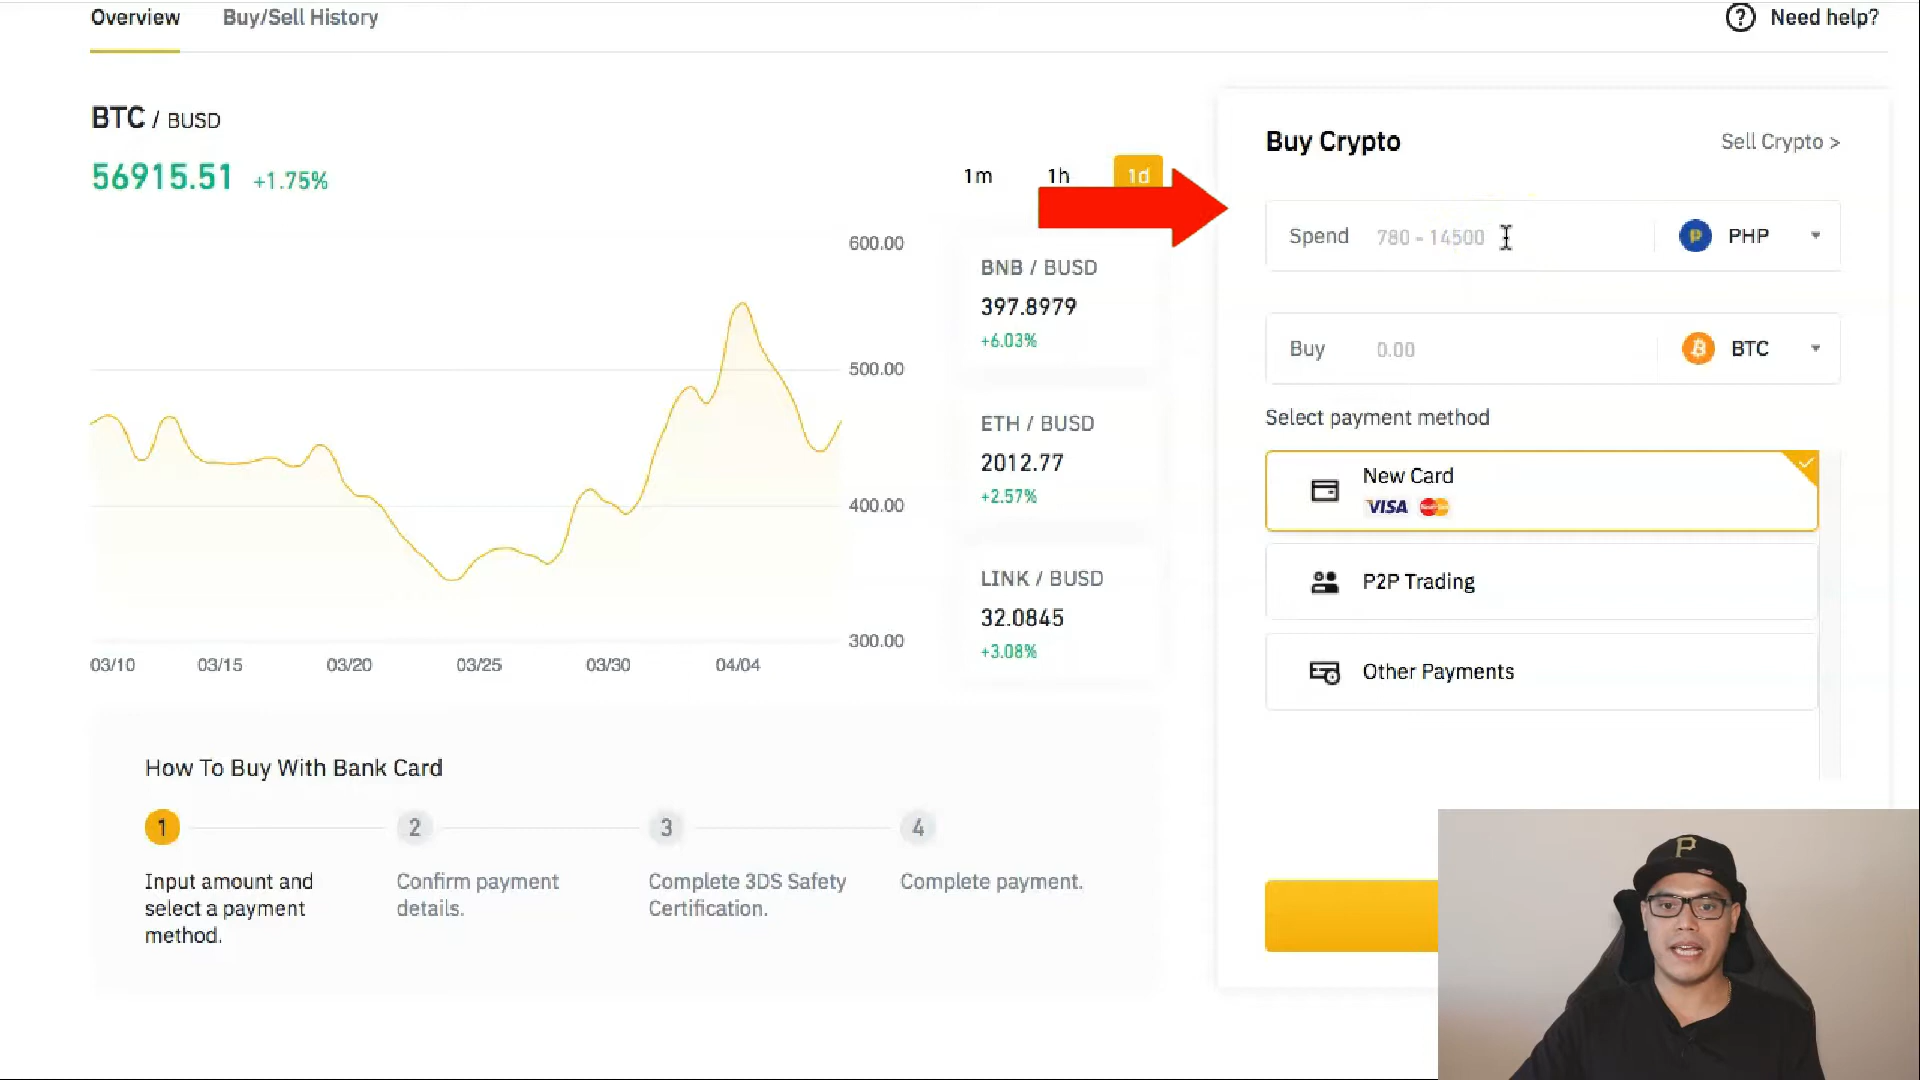 Overview
Buy/Sell History
? Need help?
BTC / BUSD
56915.51 +1.75%
1m 1h 1d
600.00
500.00
400.00
300.00
03/10 03/15 03/20 03/25 03/30 04/04
BNB / BUSD
397.8979
+6.03%
ETH / BUSD
2012.77
+2.57%
LINK / BUSD
32.0845
+3.08%
Buy Crypto
Sell Crypto >
Spend 780 - 14500 PHP
Buy 0.00 BTC
Select payment method
New Card
VISA MasterCard
P2P Trading
Other Payments
How To Buy With Bank Card
1 2 3 4
Input amount and
select a payment
method.
Confirm payment
details.
Complete 3DS Safety
Certification.
Complete payment.
P